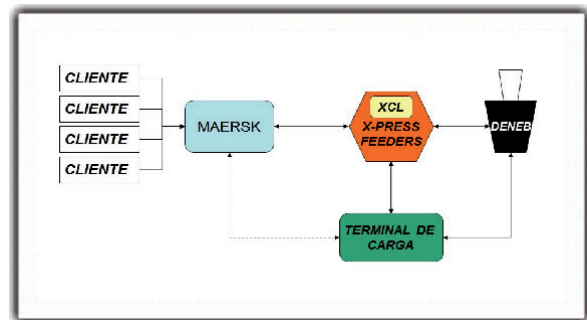 CLIENTE
CLIENTE
CLIENTE
CLIENTE
MAERSK
XCL
X-PRESS
FEEDERS
DENEB
TERMINAL DE
CARGA